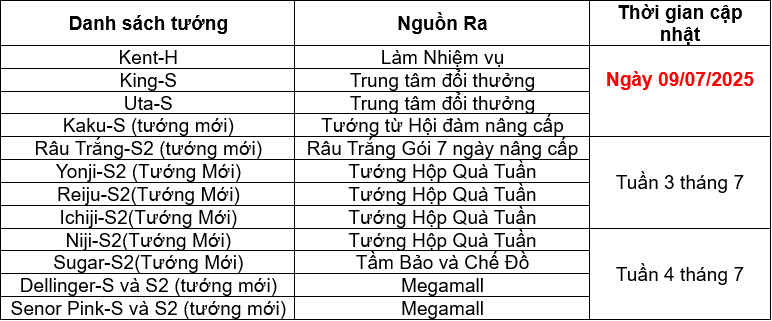 Danh sách tướng Nguồn Ra Thời gian cập nhật
Kent-H Làm Nhiệm vụ Ngày 09/07/2025
King-S Trung tâm đổi thưởng
Uta-S Trung tâm đổi thưởng
Kaku-S (tướng mới) Tướng từ Hội đàm nâng cấp
Râu Trắng-S2 (tướng mới) Râu Trắng Gói 7 ngày nâng cấp Tuần 3 tháng 7
Yonji-S2 (Tướng Mới) Tướng Hộp Quà Tuần
Reiju-S2(Tướng Mới) Tướng Hộp Quà Tuần
Ichiji-S2(Tướng Mới) Tướng Hộp Quà Tuần
Niji-S2(Tướng Mới) Tướng Hộp Quà Tuần Tuần 4 tháng 7
Sugar-S2(Tướng Mới) Tầm Bảo và Chế Đồ
Dellinger-S và S2 (tướng mới) Megamall
Senor Pink-S và S2 (tướng mới) Megamall